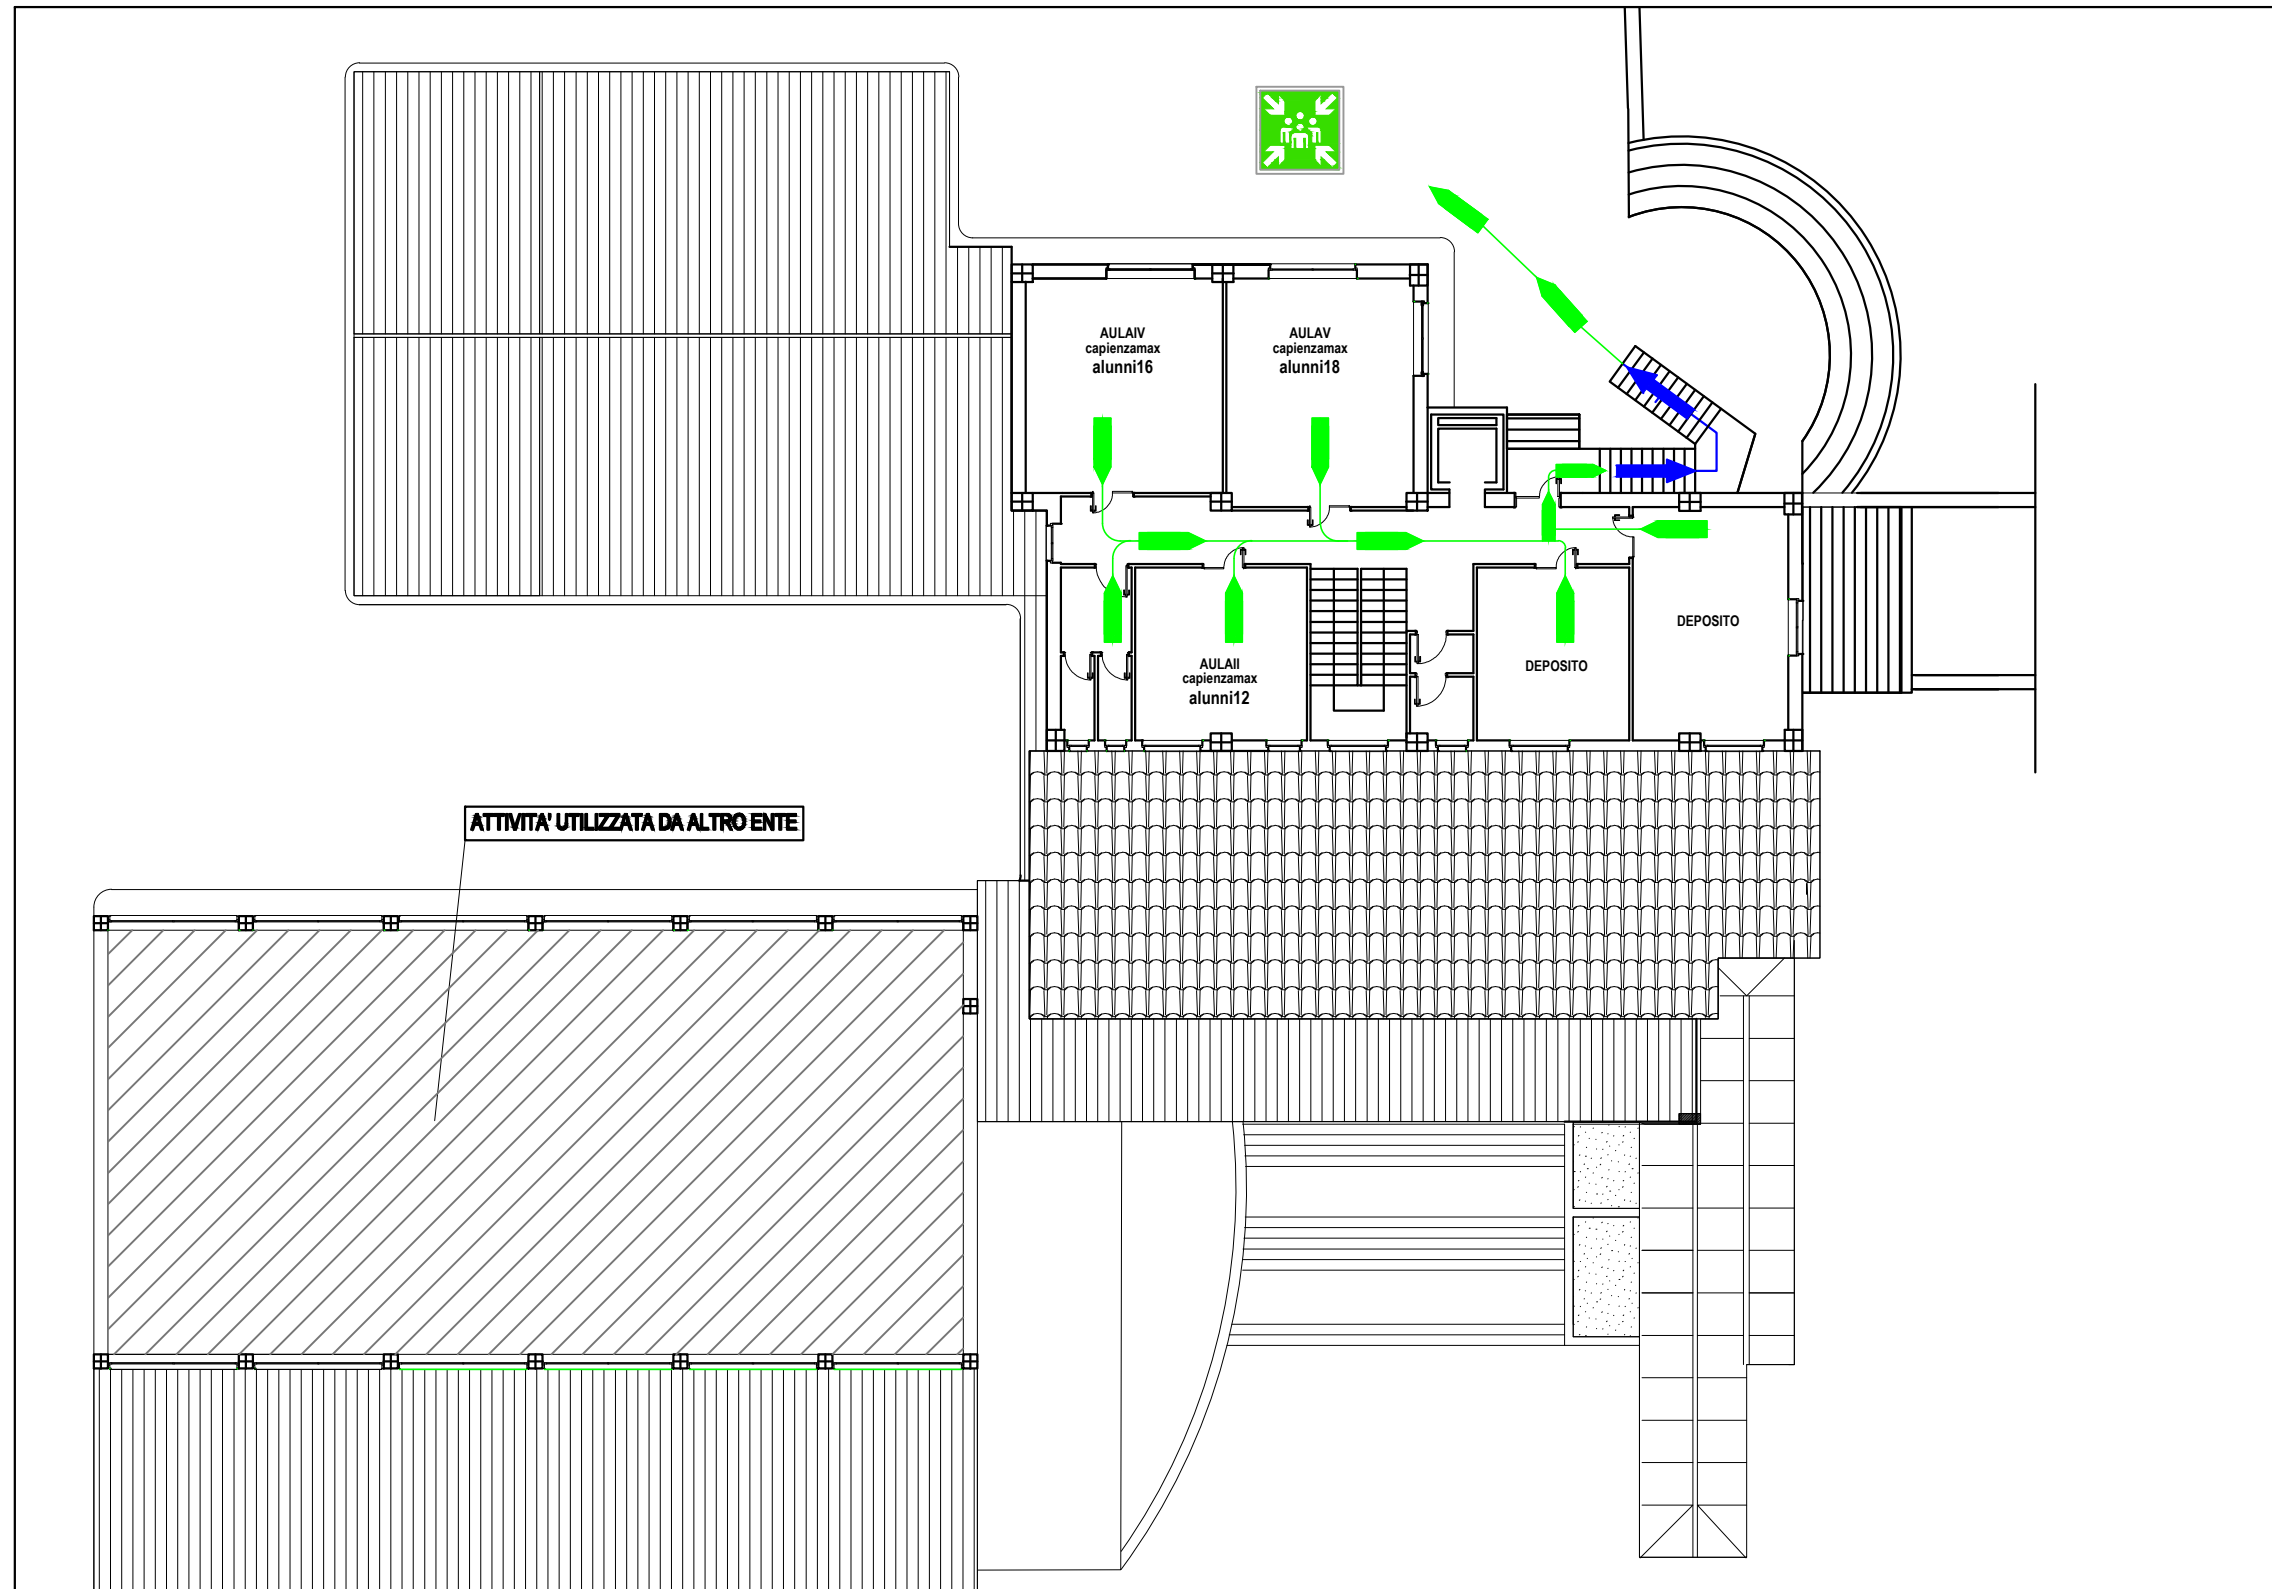 AULAIV
capienzamax
alunni16
AULAV
capienzamax
alunni18
DEPOSITO
DEPOSITO
AULAII
capienzamax
alunni12
ATTIVITA' UTILIZZATA DA ALTRO ENTE